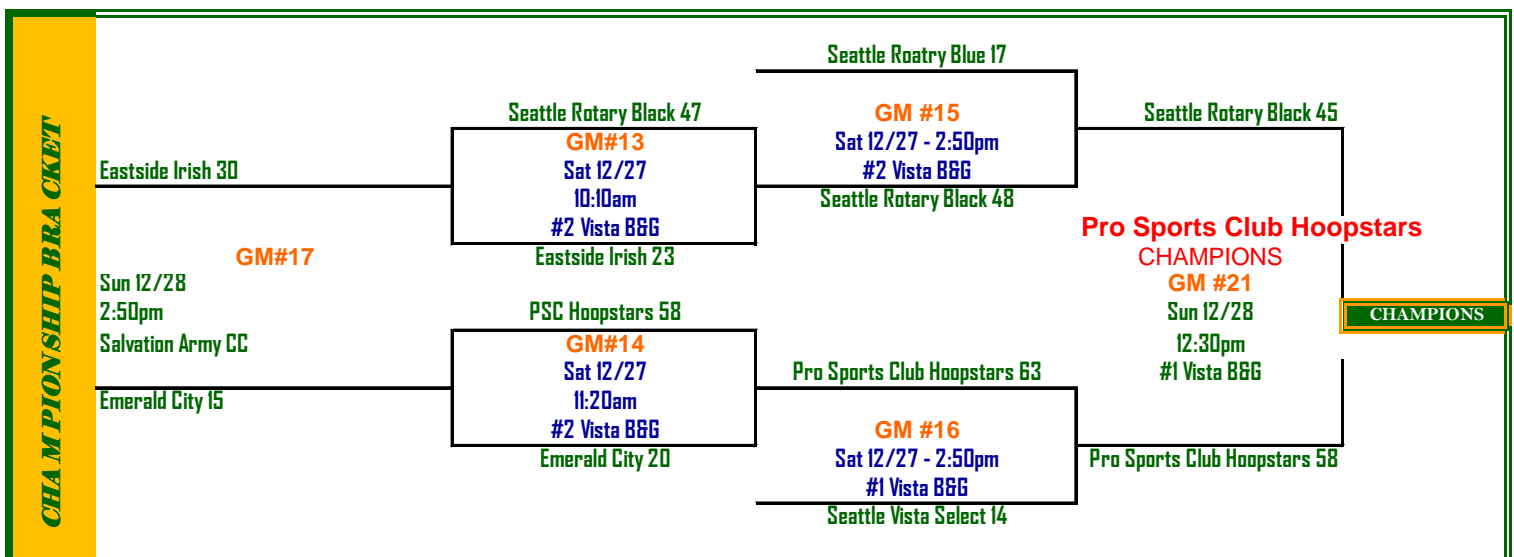 CHAMPIONSHIP BRACKET
Seattle Roatry Blue 17
Seattle Rotary Black 47
GM #15
Seattle Rotary Black 45
GM#13
Sat 12/27 - 2:50pm
Eastside Irish 30
Sat 12/27
#2 Vista B&G
10:10am
Seattle Rotary Black 48
#2 Vista B&G
Pro Sports Club Hoopstars
GM#17
Eastside Irish 23
CHAMPIONS
Sun 12/28
GM #21
2:50pm
PSC Hoopstars 58
Sun 12/28
CHAMPIONS
Salvation Army CC
GM#14
12:30pm
Sat 12/27
Pro Sports Club Hoopstars 63
#1 Vista B&G
Emerald City 15
11:20am
#2 Vista B&G
GM #16
Emerald City 20
Sat 12/27 - 2:50pm
Pro Sports Club Hoopstars 58
#1 Vista B&G
Seattle Vista Select 14